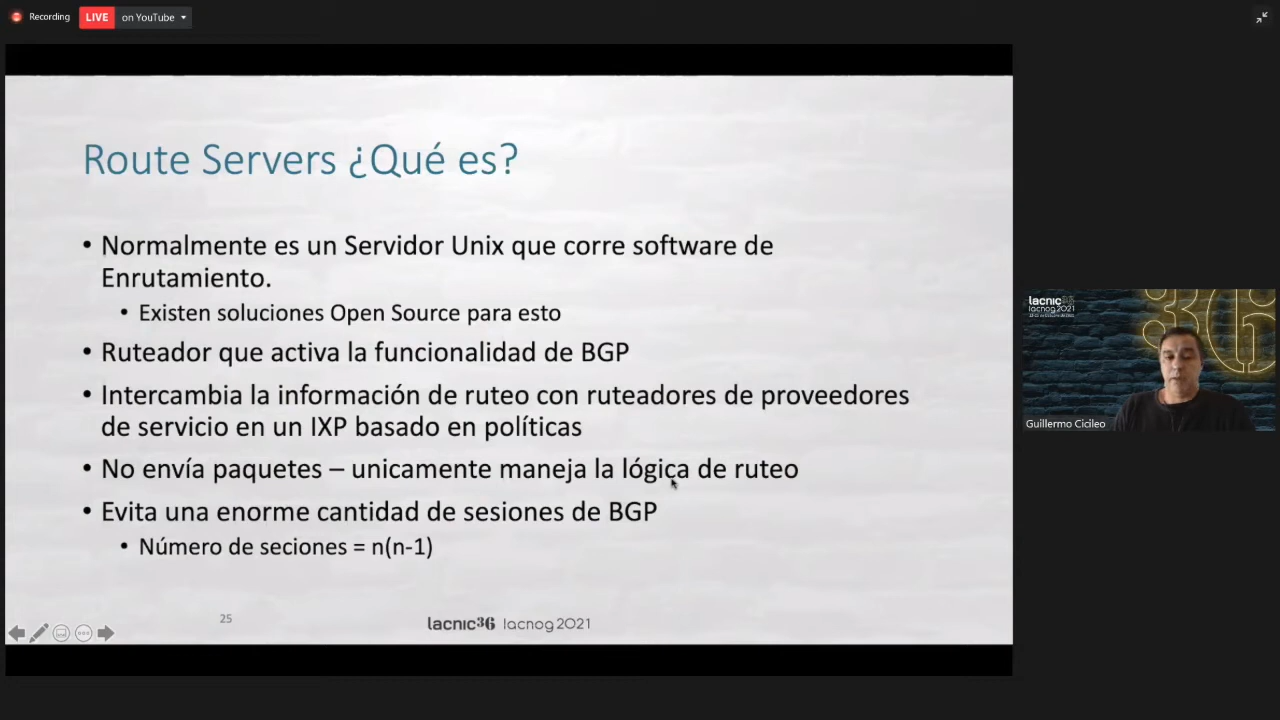 Recording
LIVE on YouTube
Route Servers ¿Qué es?
• Normalmente es un Servidor Unix que corre software de
Enrutamiento.
• Existen soluciones Open Source para esto
• Ruteador que activa la funcionalidad de BGP
• Intercambia la información de ruteo con ruteadores de proveedores
de servicio en un IXP basado en políticas
• No envía paquetes – unicamente maneja la lógica de ruteo
• Evita una enorme cantidad de sesiones de BGP
• Número de seciones = n(n-1)
25
lacnic36 lacnog 2021
lacnic36
lacnog2021
36
Guillermo Cicileo